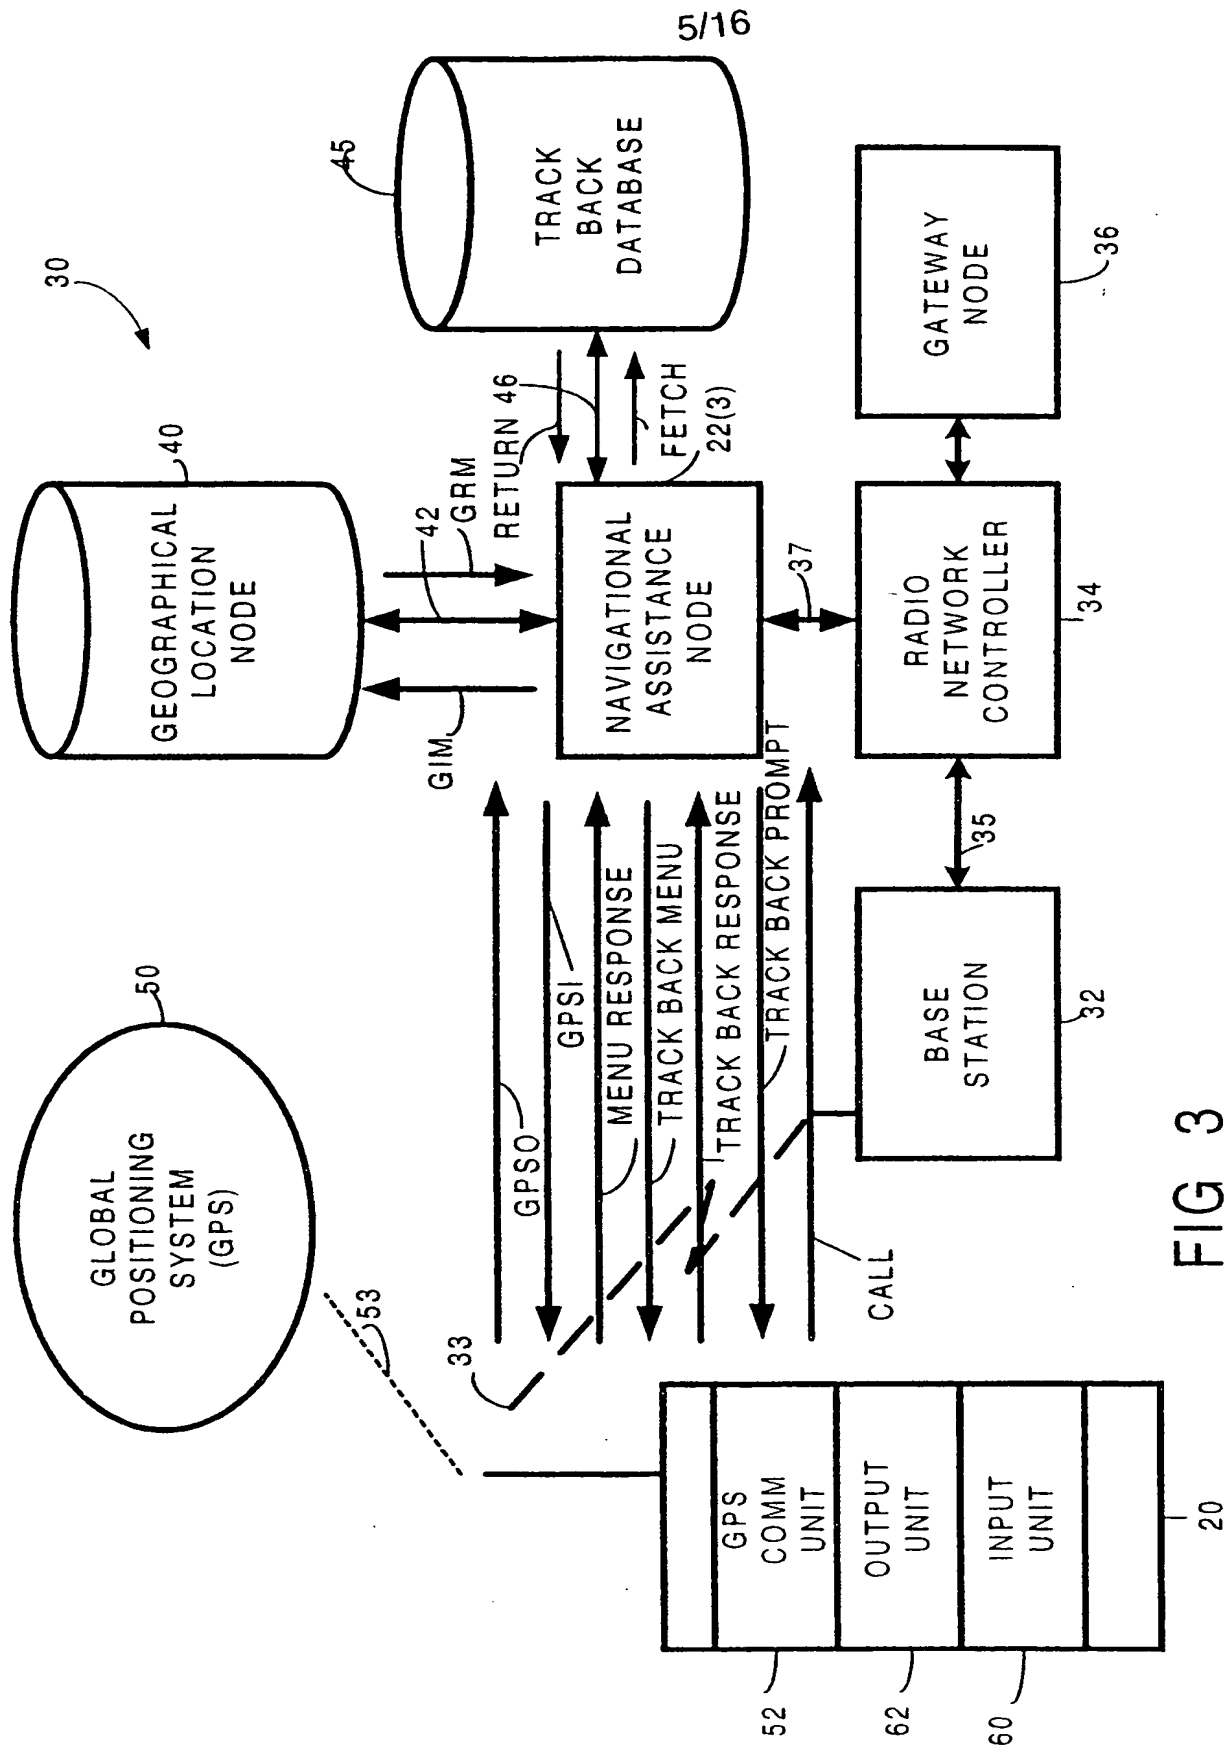 5/16
30
50
GLOBAL
POSITIONING
SYSTEM
(GPS)
53
33
40
GEOGRAPHICAL
LOCATION
NODE
45
TRACK
BACK
DATABASE
GIM
42
GRM
RETURN
46
FETCH
22(3)
NAVIGATIONAL
ASSISTANCE
NODE
GPSO
GPSI
MENU RESPONSE
TRACK BACK MENU
TRACK BACK RESPONSE
TRACK BACK PROMPT
CALL
37
GPS
COMM
UNIT
OUTPUT
UNIT
INPUT
UNIT
52
62
60
20
BASE
STATION
32
35
RADIO
NETWORK
CONTROLLER
34
GATEWAY
NODE
36
FIG 3